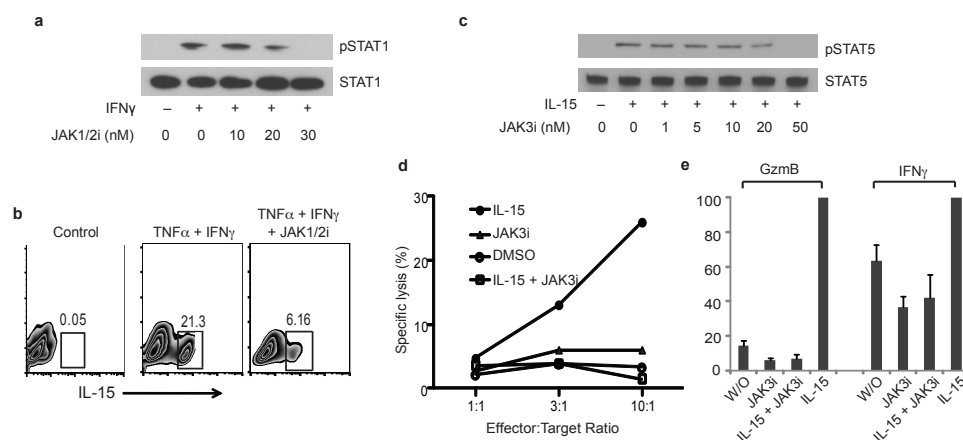 a
pSTAT1
STAT1
IFNγ – + + + +
JAK1/2i (nM) 0 0 10 20 30
c
pSTAT5
STAT5
IL-15 – + + + + + +
JAK3i (nM) 0 0 1 5 10 20 50
b
Control
TNFα + IFNγ
TNFα + IFNγ
+ JAK1/2i
0.05
21.3
6.16
IL-15
d
30
20
10
0
Specific lysis (%)
IL-15
JAK3i
DMSO
IL-15 + JAK3i
1:1 3:1 10:1
Effector:Target Ratio
e
GzmB IFNγ
100
80
60
40
20
0
W/O
JAK3i
IL-15 + JAK3i
IL-15
W/O
JAK3i
IL-15 + JAK3i
IL-15